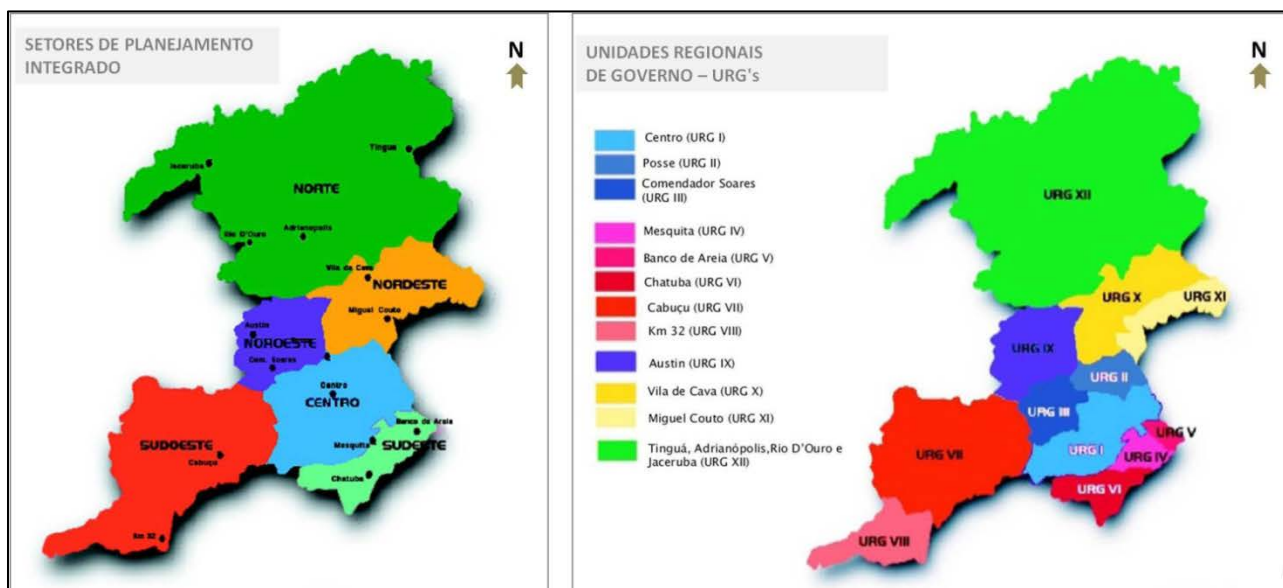 SETORES DE PLANEJAMENTO
INTEGRADO
N
Tinguá
Jaceruba
NORTE
Rio D'Ouro
Adrianopolis
Vila de Cava
NORDESTE
Miguel Couto
Austin
NOROESTE
Com. Soares
Centro
CENTRO
Banco de Areia
Mesquita
SUDESTE
SUDOESTE
Cabuçu
Chatuba
Km 32
UNIDADES REGIONAIS
DE GOVERNO – URG's
N
Centro (URG I)
Posse (URG II)
Comendador Soares
(URG III)
Mesquita (URG IV)
Banco de Areia (URG V)
Chatuba (URG VI)
Cabuçu (URG VII)
Km 32 (URG VIII)
Austin (URG IX)
Vila de Cava (URG X)
Miguel Couto (URG XI)
Tinguá, Adrianópolis,Rio D'Ouro e
Jaceruba (URG XII)
URG XII
URG X
URG XI
URG IX
URG II
URG III
URG V
URG I
URG IV
URG VII
URG VI
URG VIII